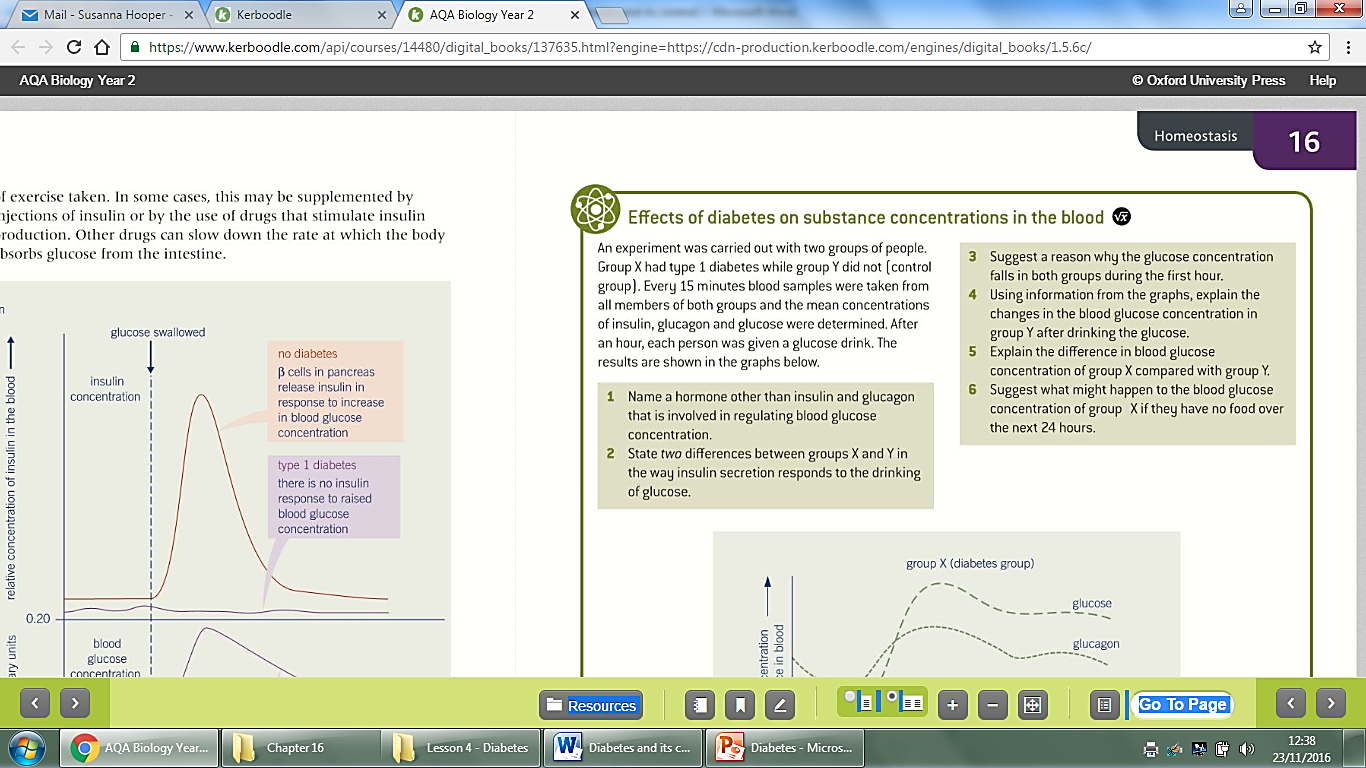 Mail - Susanna Hooper -
Kerboodle
AQA Biology Year 2
https://www.kerboodle.com/api/courses/14480/digital_books/137635.html?engine=https://cdn-production.kerboodle.com/engines/digital_books/1.5.6c/
AQA Biology Year 2
© Oxford University Press
Help
Homeostasis
16
f exercise taken. In some cases, this may be supplemented by
njections of insulin or by the use of drugs that stimulate insulin
roduction. Other drugs can slow down the rate at which the body
bsorbs glucose from the intestine.
glucose swallowed
insulin
concentration
relative concentration of insulin in the blood
no diabetes
β cells in pancreas
release insulin in
response to increase
in blood glucose
concentration
type 1 diabetes
there is no insulin
response to raised
blood glucose
concentration
0.20
blood
glucose
concentration
ary units
Effects of diabetes on substance concentrations in the blood √x
An experiment was carried out with two groups of people.
Group X had type 1 diabetes while group Y did not (control
group). Every 15 minutes blood samples were taken from
all members of both groups and the mean concentrations
of insulin, glucagon and glucose were determined. After
an hour, each person was given a glucose drink. The
results are shown in the graphs below.
1 Name a hormone other than insulin and glucagon
that is involved in regulating blood glucose
concentration.
2 State two differences between groups X and Y in
the way insulin secretion responds to the drinking
of glucose.
3 Suggest a reason why the glucose concentration
falls in both groups during the first hour.
4 Using information from the graphs, explain the
changes in the blood glucose concentration in
group Y after drinking the glucose.
5 Explain the difference in blood glucose
concentration of group X compared with group Y.
6 Suggest what might happen to the blood glucose
concentration of group X if they have no food over
the next 24 hours.
group X (diabetes group)
glucose
glucagon
centration
e in blood
Resources
Go To Page
AQA Biology Year...
Chapter 16
Lesson 4 - Diabetes
Diabetes and its c...
Diabetes - Micros...
12:38
23/11/2016